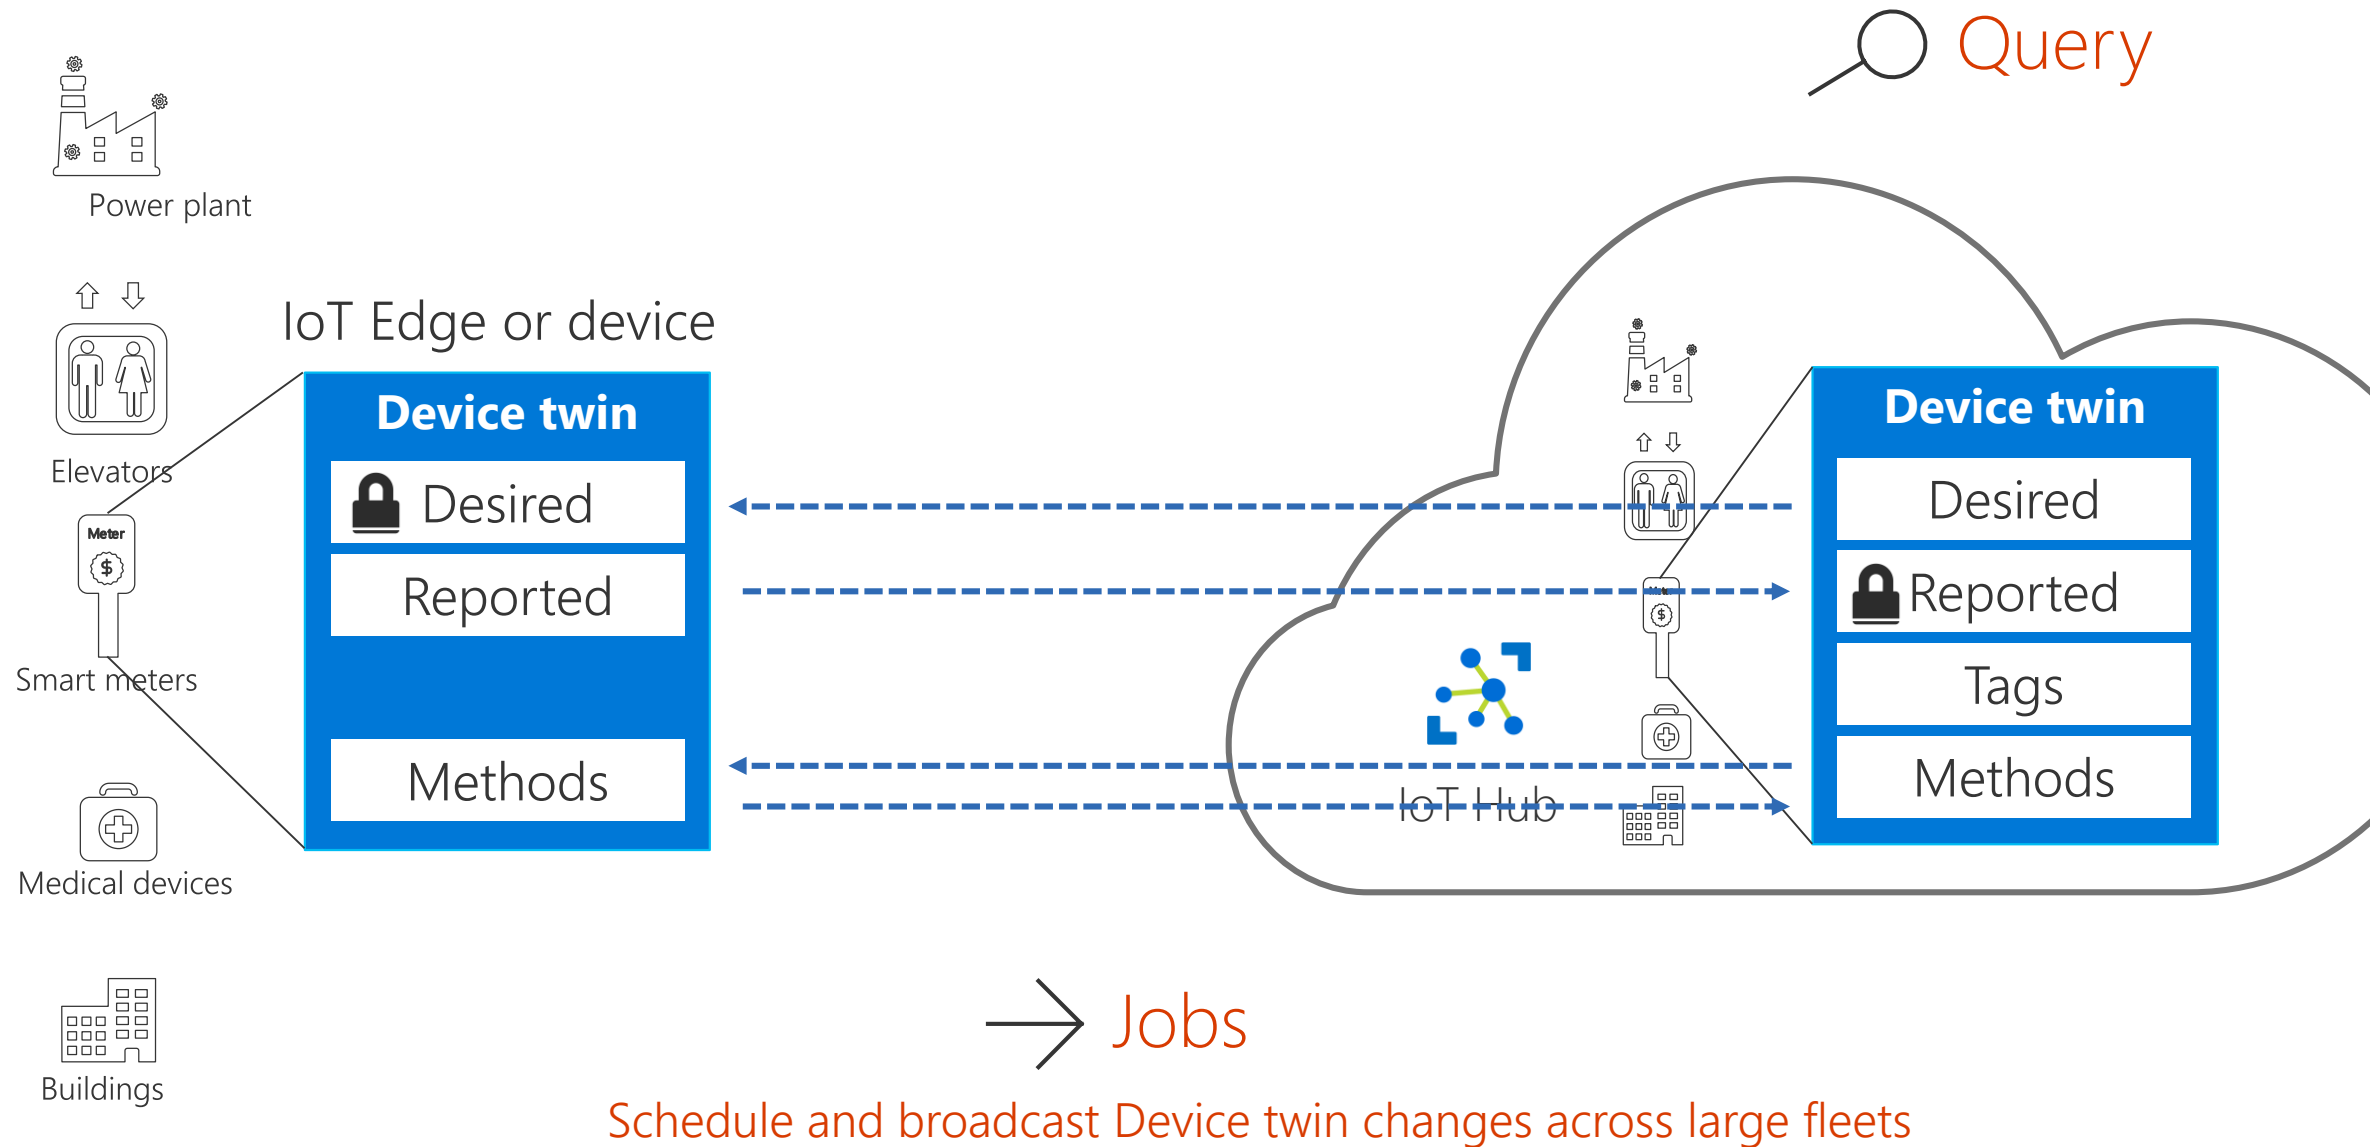 Query
Power plant
IoT Edge or device
Elevators
Meter
$
Smart meters
Medical devices
Buildings
Device twin
Desired
Reported
Methods
IoT Hub
Meter
$
Device twin
Desired
Reported
Tags
Methods
Jobs
Schedule and broadcast Device twin changes across large fleets